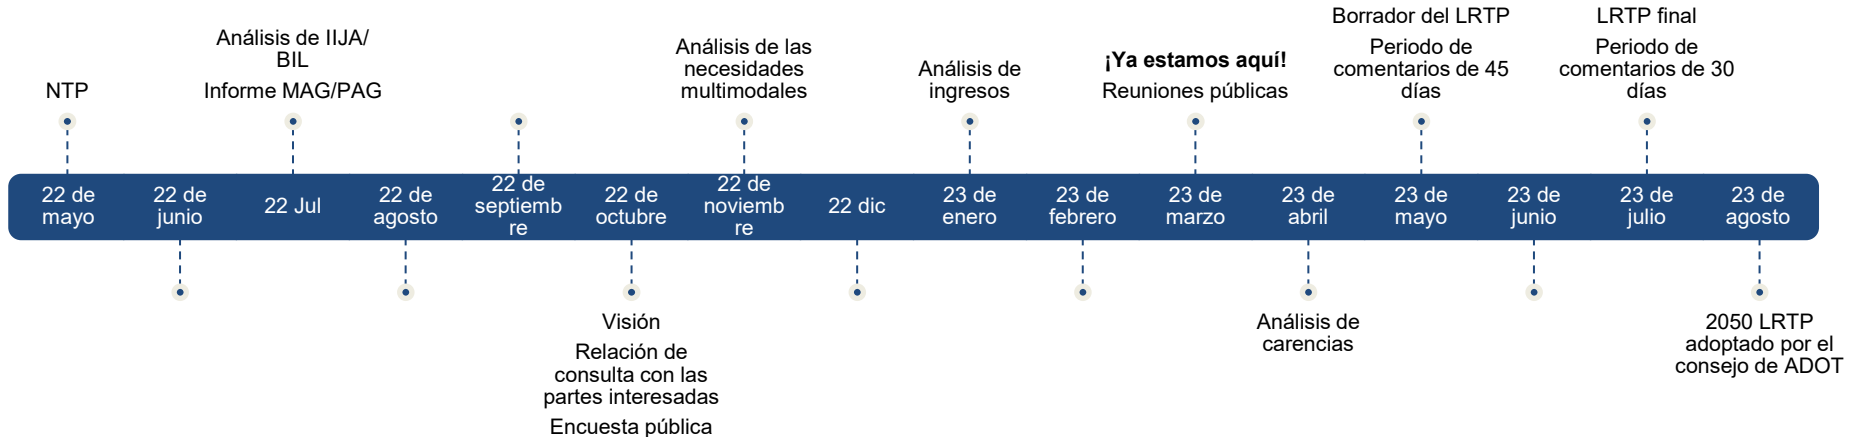 NTP
Análisis de IIJA/
BIL
Informe MAG/PAG
Análisis de las
necesidades
multimodales
Análisis de
ingresos
¡Ya estamos aquí!
Reuniones públicas
Borrador del LRTP
Periodo de
comentarios de 45
días
LRTP final
Periodo de
comentarios de 30
días
22 de
mayo
22 de
junio
22 Jul
22 de
agosto
22 de
septiemb
re
22 de
octubre
22 de
noviemb
re
22 dic
23 de
enero
23 de
febrero
23 de
marzo
23 de
abril
23 de
mayo
23 de
junio
23 de
julio
23 de
agosto
Visión
Relación de
consulta con las
partes interesadas
Encuesta pública
Análisis de
carencias
2050 LRTP
adoptado por el
consejo de ADOT